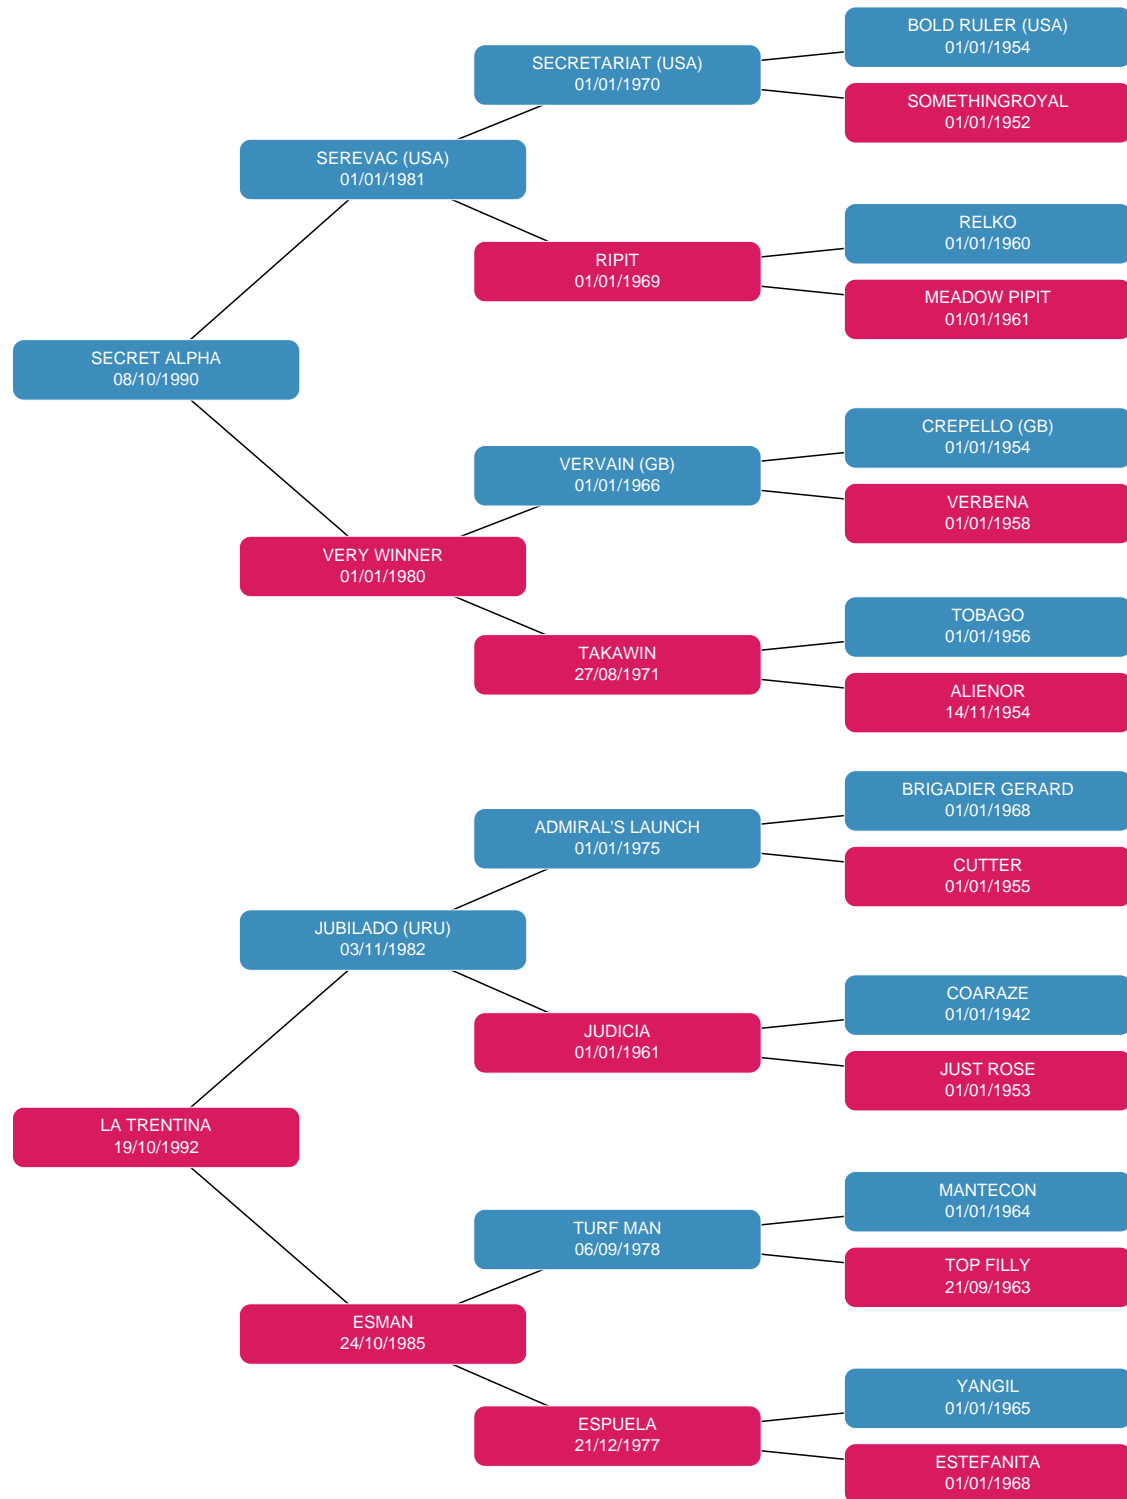 BOLD RULER (USA)
01/01/1954
SECRETARIAT (USA)
01/01/1970
SOMETHINGROYAL
01/01/1952
SEREVAC (USA)
01/01/1981
RELKO
01/01/1960
RIPIT
01/01/1969
MEADOW PIPIT
01/01/1961
SECRET ALPHA
08/10/1990
CREPELLO (GB)
01/01/1954
VERVAIN (GB)
01/01/1966
VERBENA
01/01/1958
VERY WINNER
01/01/1980
TOBAGO
01/01/1956
TAKAWIN
27/08/1971
ALIENOR
14/11/1954
BRIGADIER GERARD
01/01/1968
ADMIRAL'S LAUNCH
01/01/1975
CUTTER
01/01/1955
JUBILADO (URU)
03/11/1982
COARAZE
01/01/1942
JUDICIA
01/01/1961
JUST ROSE
01/01/1953
LA TRENTINA
19/10/1992
MANTECON
01/01/1964
TURF MAN
06/09/1978
TOP FILLY
21/09/1963
ESMAN
24/10/1985
YANGIL
01/01/1965
ESPUELA
21/12/1977
ESTEFANITA
01/01/1968